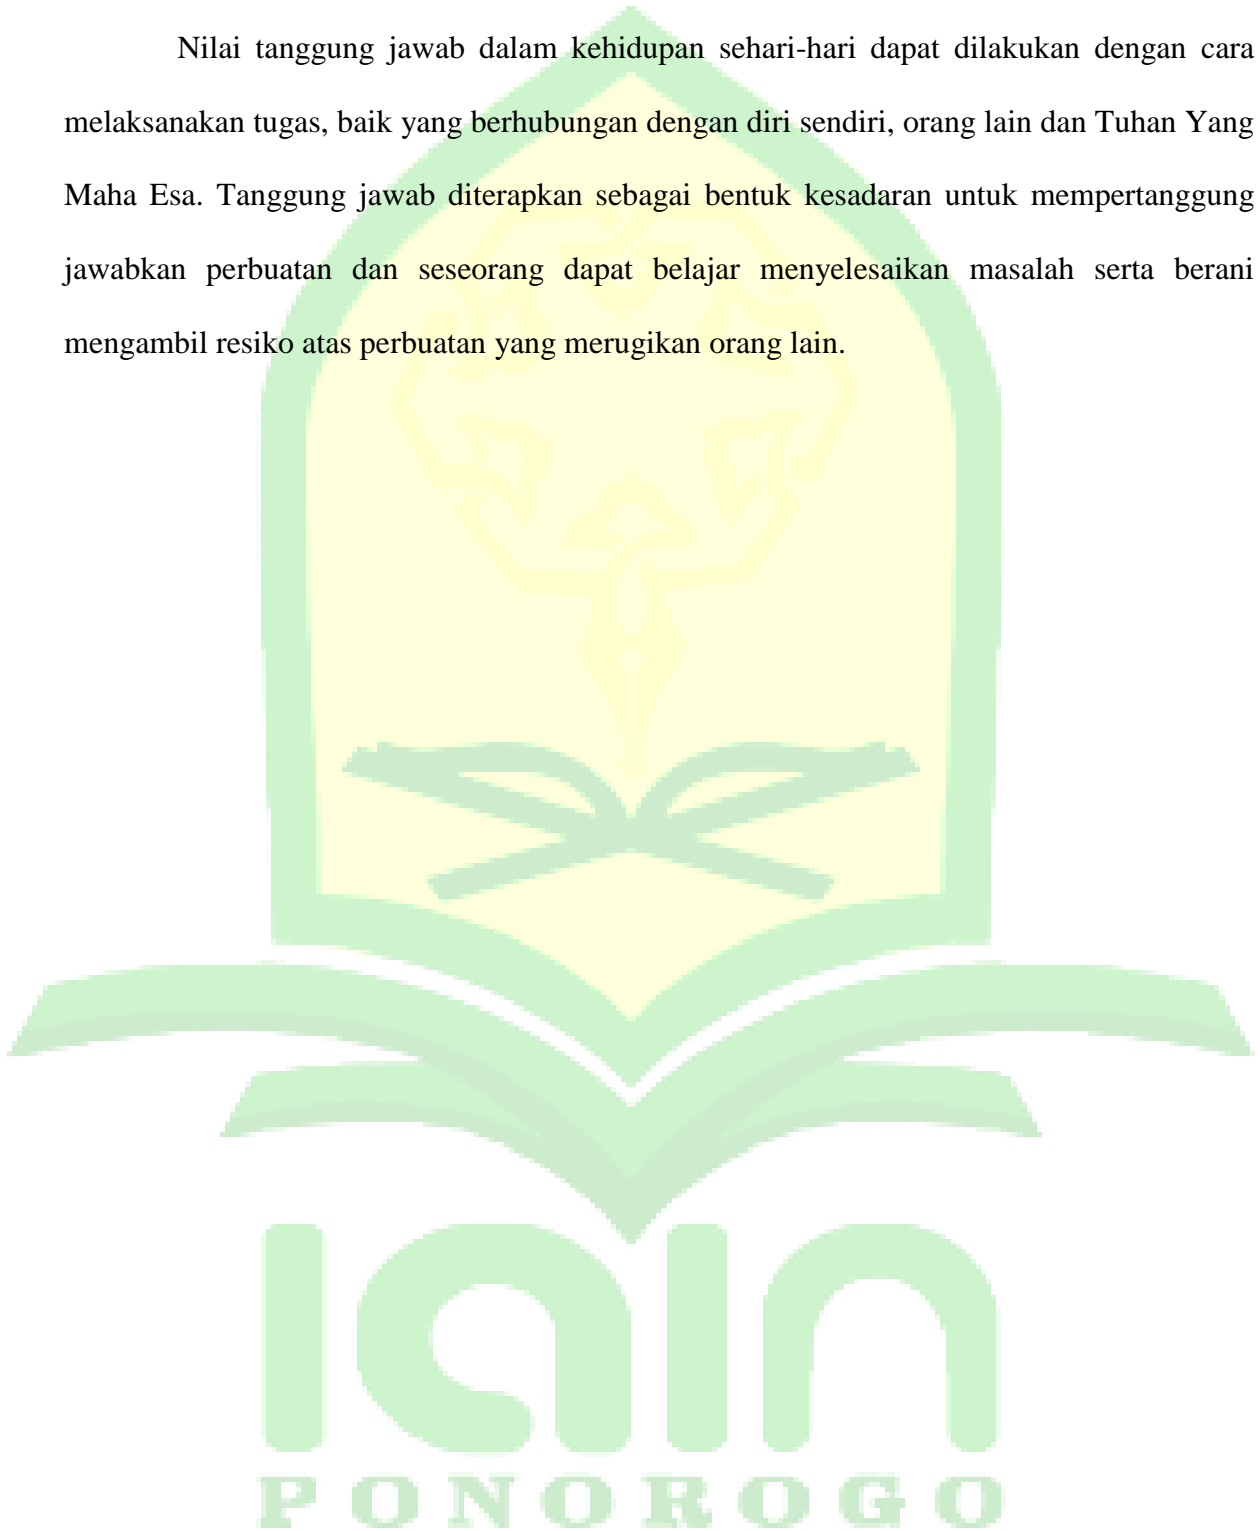 Nilai tanggung jawab dalam kehidupan sehari-hari dapat dilakukan dengan cara
melaksanakan tugas, baik yang berhubungan dengan diri sendiri, orang lain dan Tuhan Yang
Maha Esa. Tanggung jawab diterapkan sebagai bentuk kesadaran untuk mempertanggung
jawabkan perbuatan dan seseorang dapat belajar menyelesaikan masalah serta berani
mengambil resiko atas perbuatan yang merugikan orang lain.
iain
PONOROGO